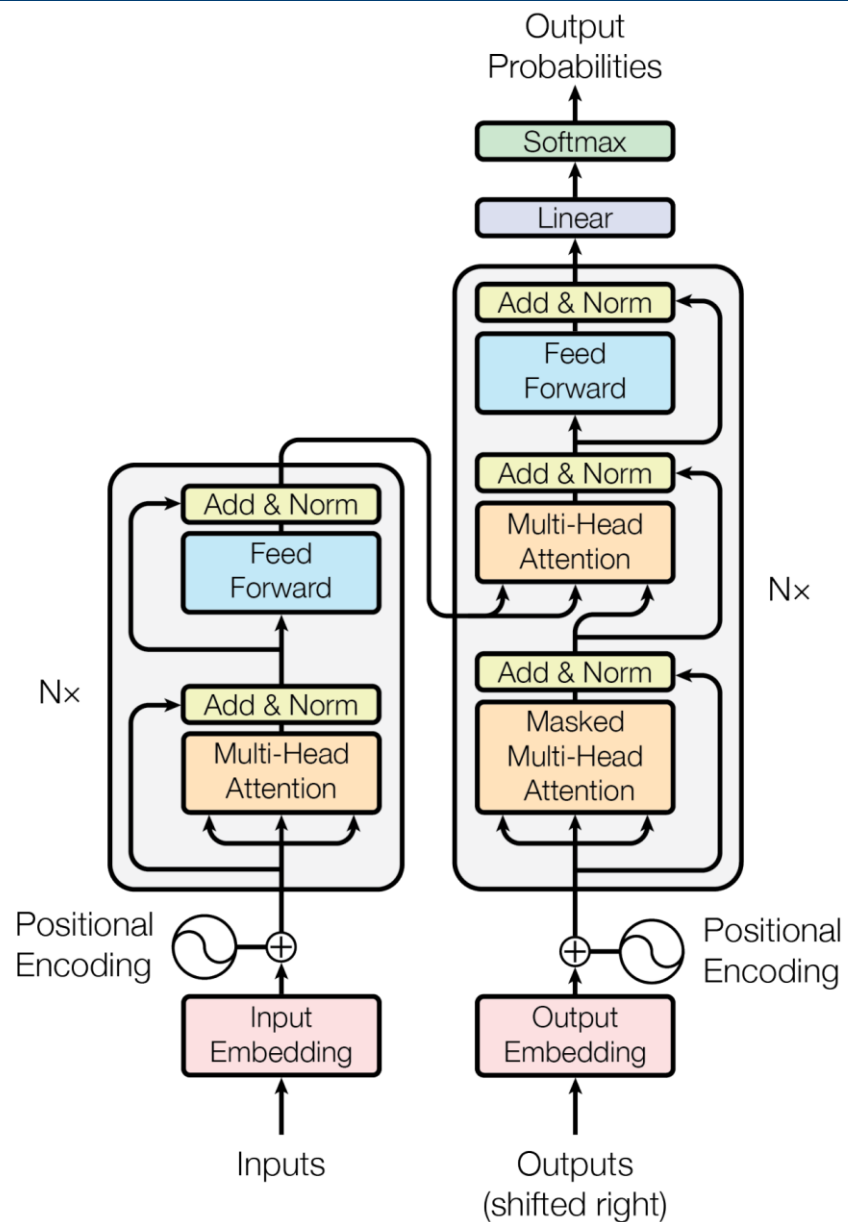 Output
Probabilities
Softmax
Linear
Add & Norm
Feed
Forward
Add & Norm
Multi-Head
Attention
Add & Norm
Masked
Multi-Head
Attention
Nx
Add & Norm
Feed
Forward
Add & Norm
Multi-Head
Attention
Nx
Positional
Encoding
Positional
Encoding
Input
Embedding
Output
Embedding
Inputs
Outputs
(shifted right)